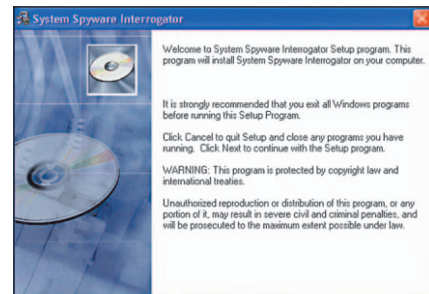 System Spyware Interrogator
Welcome to System Spyware Interrogator Setup program. This
program will install System Spyware Interrogator on your computer.
It is strongly recommended that you exit all Windows programs
before running this Setup Program.
Click Cancel to quit Setup and close any programs you have
running. Click Next to continue with the Setup program.
WARNING: This program is protected by copyright law and
international treaties.
Unauthorized reproduction or distribution of this program, or any
portion of it, may result in severe civil and criminal penalties, and
will be prosecuted to the maximum extent possible under law.